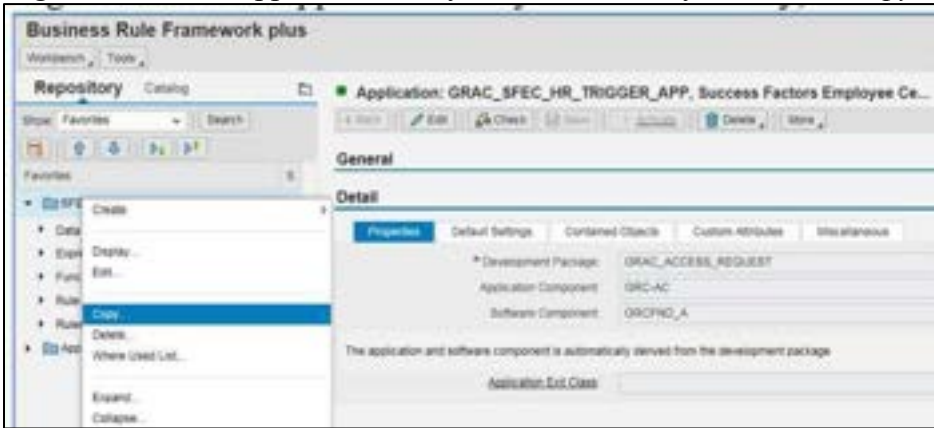 Business Rule Framework plus
Workbench Tools
Repository Catalog
Show: Favorites Search
Favorites
Create
Display...
Edit...
Copy...
Delete...
Where Used List...
Expand...
Collapse...
Application: GRAC_SFEC_HR_TRIGGER_APP, Success Factors Employee Ce...
Back Edit Check Save Activate Delete More
General
Detail
Properties Default Settings Contained Objects Custom Attributes Miscellaneous
* Development Package: GRAC_ACCESS_REQUEST
Application Component: GRC-AC
Software Component: GRCFND_A
The application and software component is automatically derived from the development package
Application Exit Class: